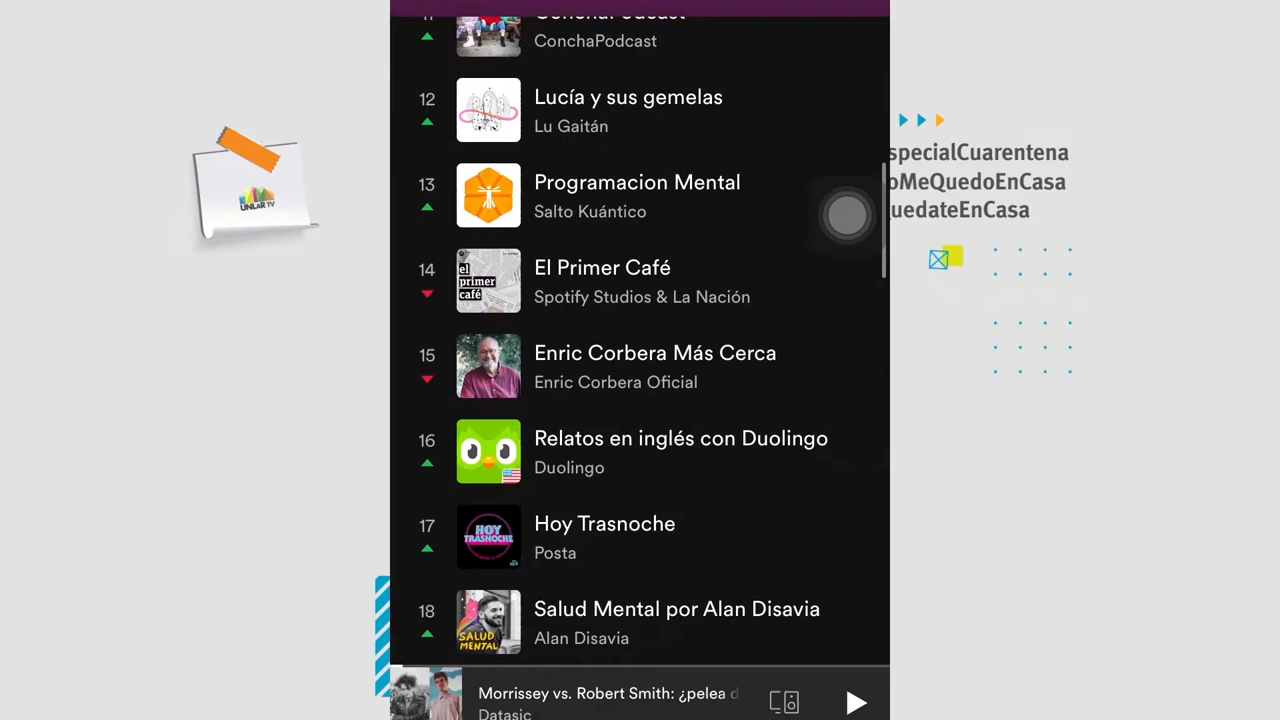 11
ConchaPodcast
ConchaPodcast
12
Lucía y sus gemelas
Lu Gaitán
13
Programacion Mental
Salto Kuántico
14
el primer café
El Primer Café
Spotify Studios & La Nación
15
Enric Corbera Más Cerca
Enric Corbera Oficial
16
Relatos en inglés con Duolingo
Duolingo
17
HOY TRASNOCHE
Hoy Trasnoche
Posta
18
SALUD MENTAL
Salud Mental por Alan Disavia
Alan Disavia
Morrissey vs. Robert Smith: ¿pelea d
Datasic
UNLAR TV
specialCuarentena
oMeQuedoEnCasa
uedateEnCasa